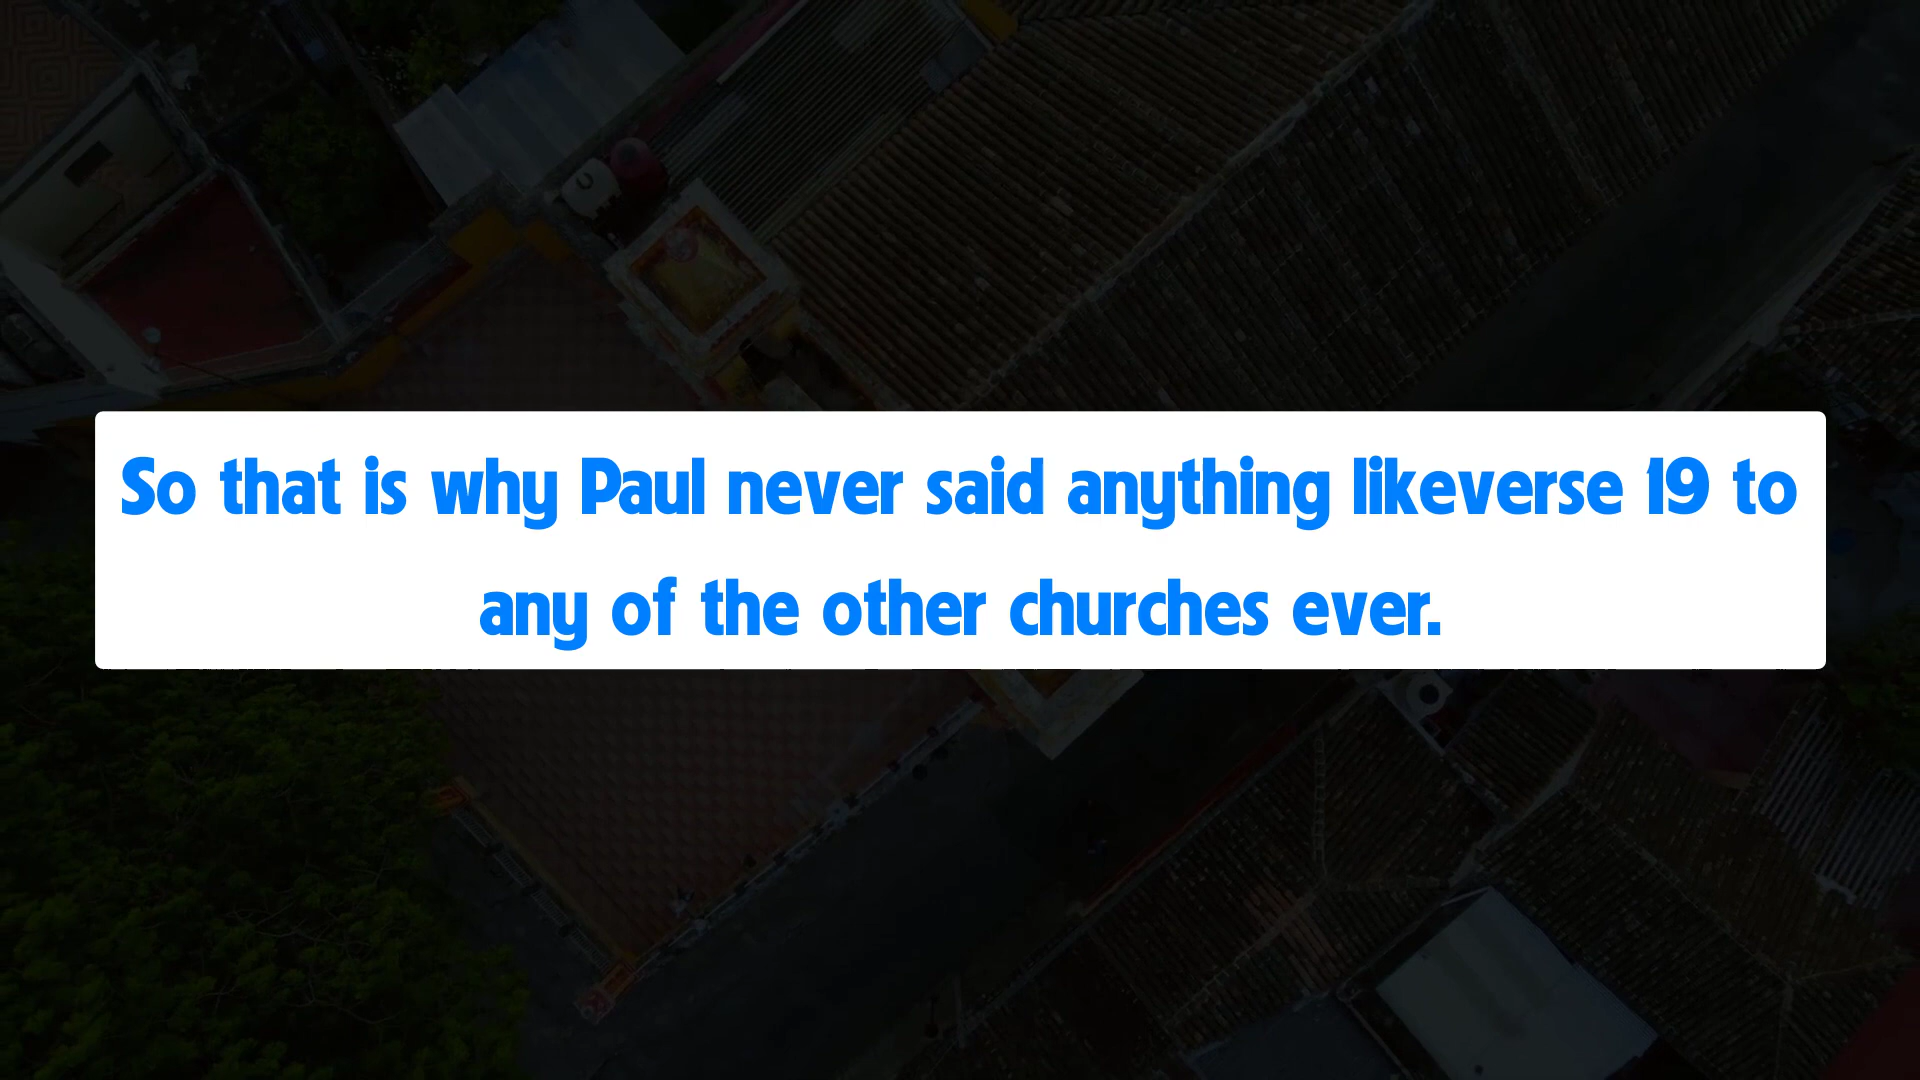 So that is why Paul never said anything likeverse 19 to
any of the other churches ever.